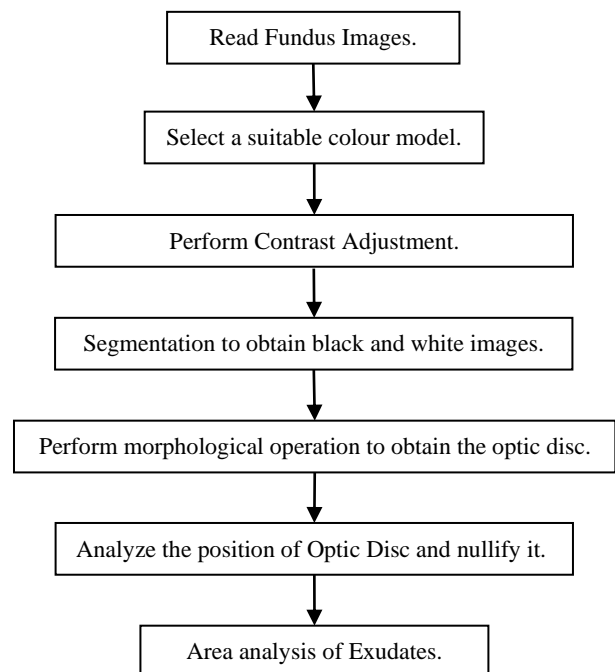 Read Fundus Images.
Select a suitable colour model.
Perform Contrast Adjustment.
Segmentation to obtain black and white images.
Perform morphological operation to obtain the optic disc.
Analyze the position of Optic Disc and nullify it.
Area analysis of Exudates.